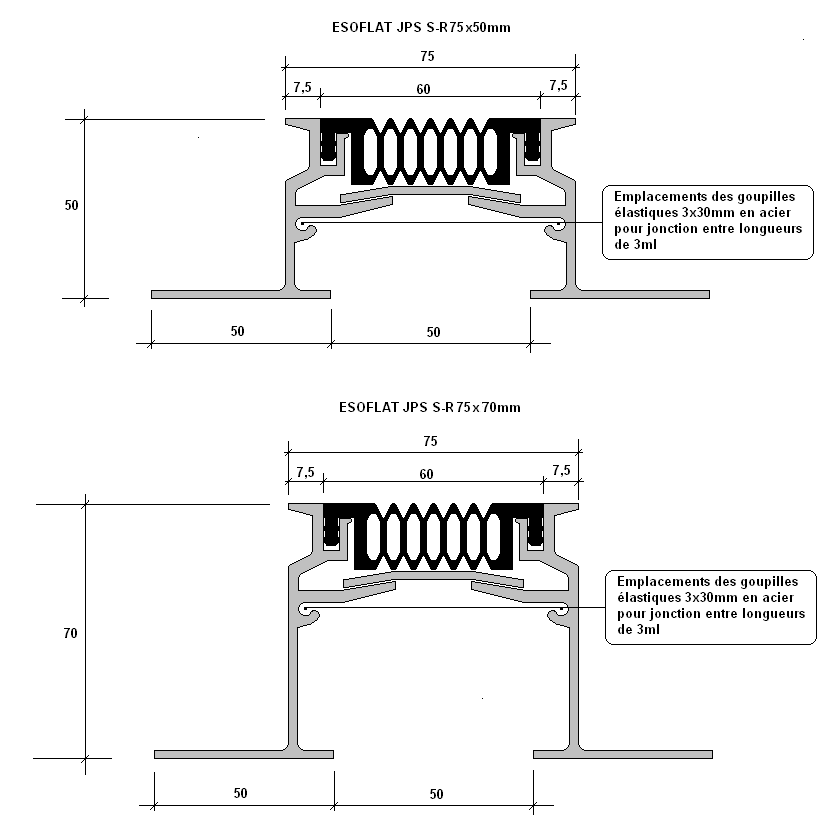 ESOFLAT JPS S-R75x50mm
75
7,5
60
7,5
50
Emplacements des goupilles
élastiques 3x30mm en acier
pour jonction entre longueurs
de 3ml
50
50
ESOFLAT JPS S-R75x70mm
75
7,5
60
7,5
70
Emplacements des goupilles
élastiques 3x30mm en acier
pour jonction entre longueurs
de 3ml
50
50